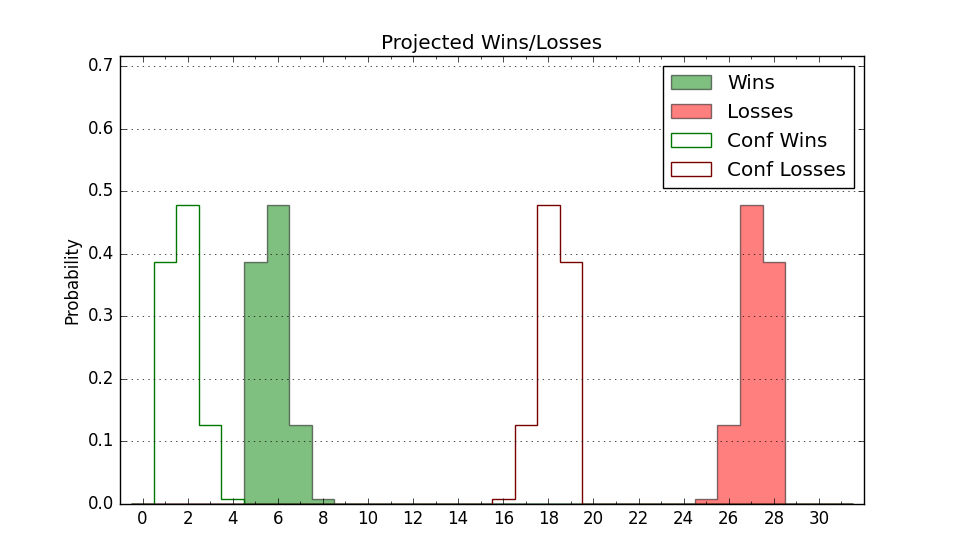 Projected Wins/Losses
0.7
0.6
0.5
0.4
0.3
0.2
0.1
0.0
Probability
Wins
Losses
Conf Wins
Conf Losses
0 2 4 6 8 10 12 14 16 18 20 22 24 26 28 30